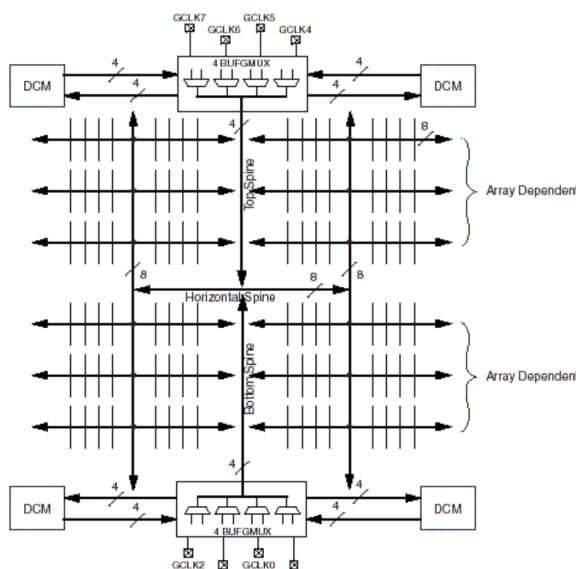 GCLK7 GCLK5
GCLK6 GCLK4
4 BUFGMUX
DCM 4 4 DCM
4 4
4 8
Top Spine
Array Dependent
8 8 8
Horizontal Spine
Bottom Spine
Array Dependent
4
4 4
DCM 4 4 DCM
4 BUFGMUX
GCLK2 GCLK0